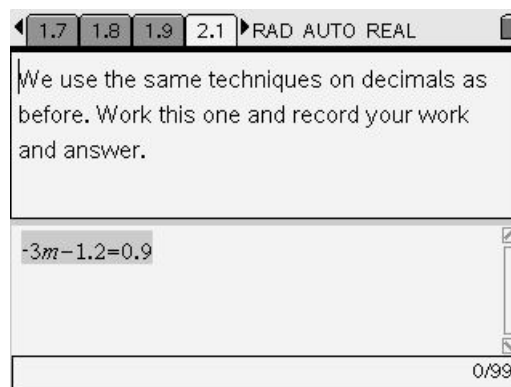 1.7 1.8 1.9 2.1 RAD AUTO REAL
We use the same techniques on decimals as
before. Work this one and record your work
and answer.
-3m-1.2=0.9
0/99